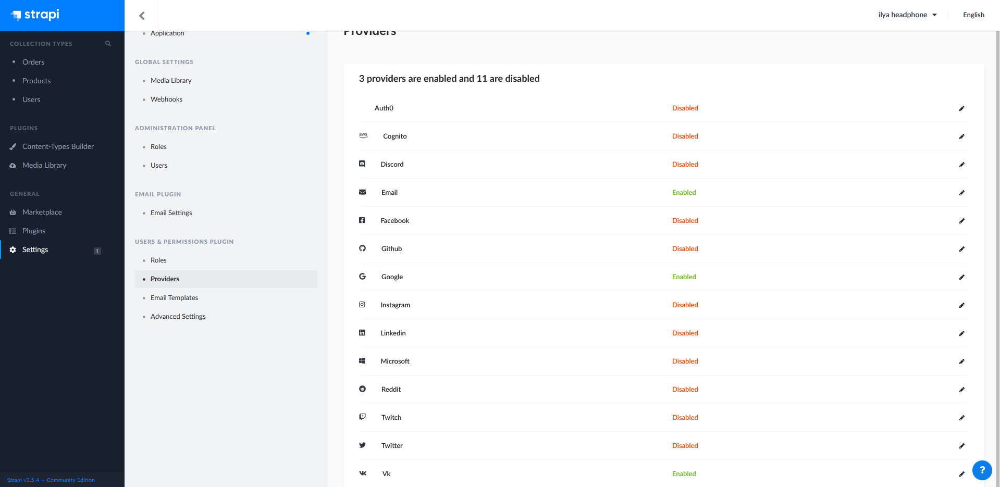 strapi
ilya headphone
English
COLLECTION TYPES
Orders
Products
Users
PLUGINS
Content-Types Builder
Media Library
GENERAL
Marketplace
Plugins
Settings
1
Strapi v3.5.4 — Community Edition
Application
GLOBAL SETTINGS
Media Library
Webhooks
ADMINISTRATION PANEL
Roles
Users
EMAIL PLUGIN
Email Settings
USERS & PERMISSIONS PLUGIN
Roles
Providers
Email Templates
Advanced Settings
Providers
3 providers are enabled and 11 are disabled
Auth0 Disabled
aws Cognito Disabled
Discord Disabled
Email Enabled
Facebook Disabled
Github Disabled
Google Enabled
Instagram Disabled
Linkedin Disabled
Microsoft Disabled
Reddit Disabled
Twitch Disabled
Twitter Disabled
Vk Enabled
?